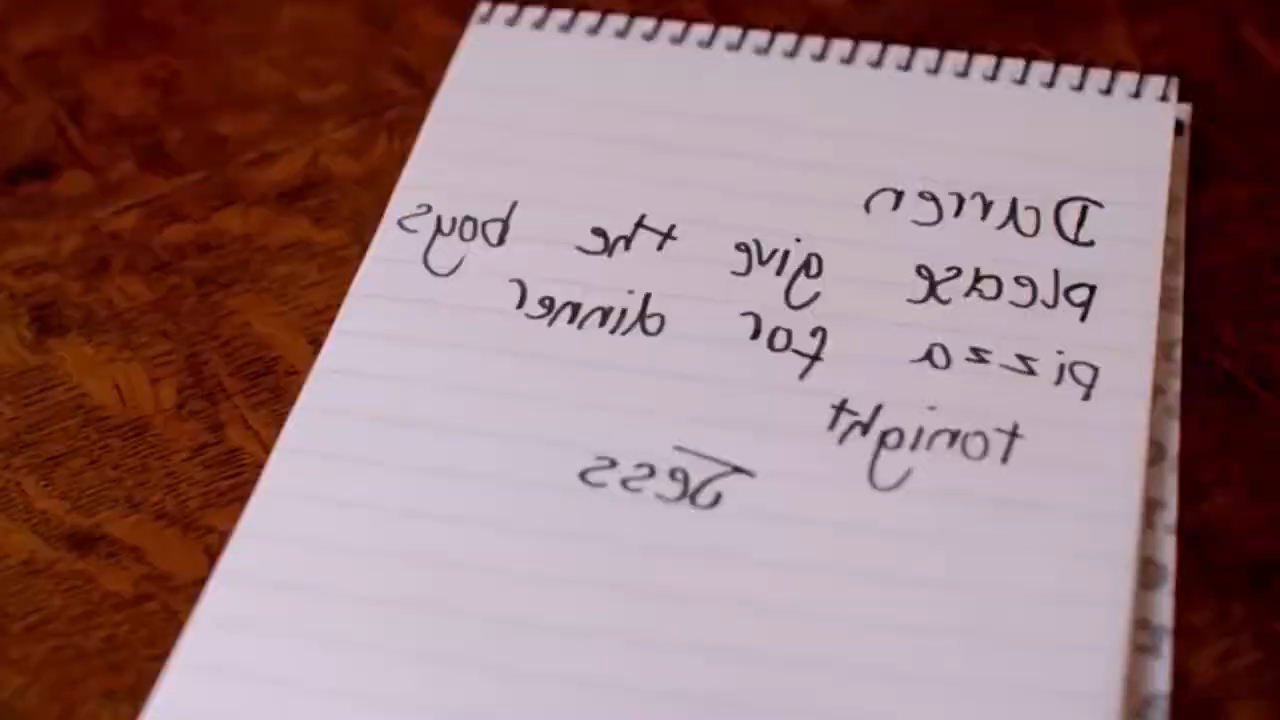 Darren
please give the boys
pizza for dinner
tonight
Jess